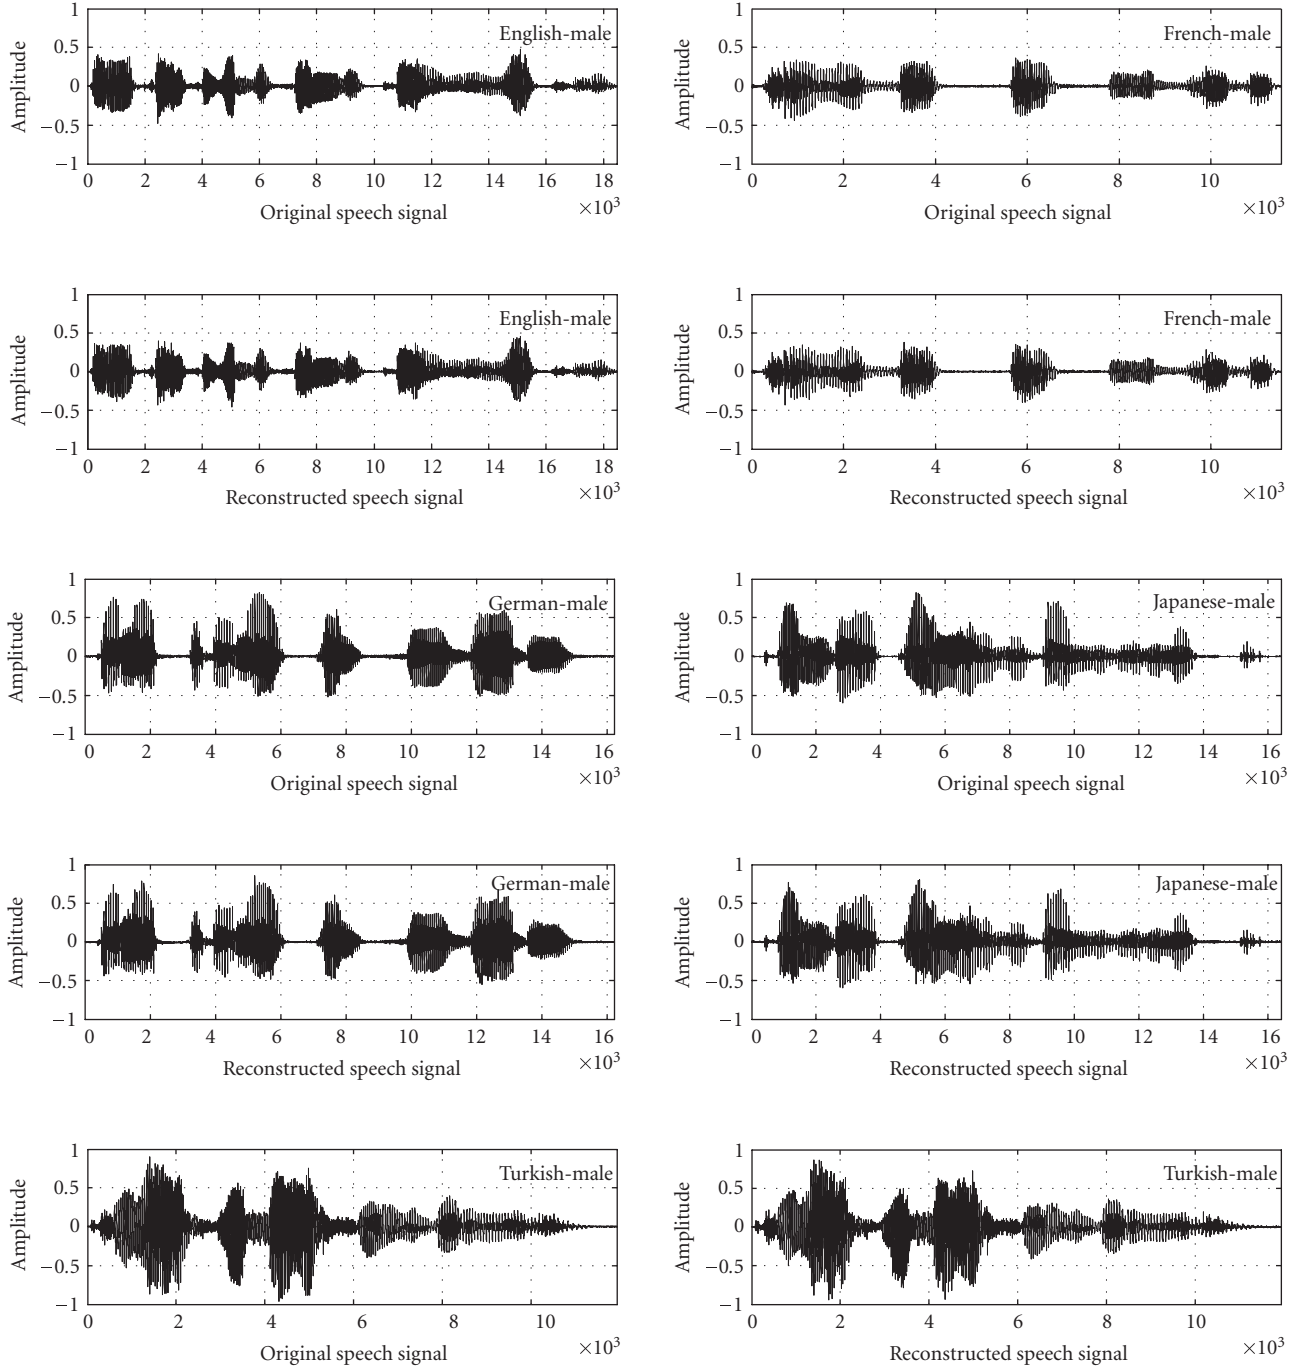 1
0.5
0
−0.5
−1
Amplitude
English-male
0 2 4 6 8 10 12 14 16 18
×10³
Original speech signal
1
0.5
0
−0.5
−1
Amplitude
French-male
0 2 4 6 8 10
×10³
Original speech signal
1
0.5
0
−0.5
−1
Amplitude
English-male
0 2 4 6 8 10 12 14 16 18
×10³
Reconstructed speech signal
1
0.5
0
−0.5
−1
Amplitude
French-male
0 2 4 6 8 10
×10³
Reconstructed speech signal
1
0.5
0
−0.5
−1
Amplitude
German-male
0 2 4 6 8 10 12 14 16
×10³
Original speech signal
1
0.5
0
−0.5
−1
Amplitude
Japanese-male
0 2 4 6 8 10 12 14 16
×10³
Original speech signal
1
0.5
0
−0.5
−1
Amplitude
German-male
0 2 4 6 8 10 12 14 16
×10³
Reconstructed speech signal
1
0.5
0
−0.5
−1
Amplitude
Japanese-male
0 2 4 6 8 10 12 14 16
×10³
Reconstructed speech signal
1
0.5
0
−0.5
−1
Amplitude
Turkish-male
0 2 4 6 8 10
×10³
Original speech signal
1
0.5
0
−0.5
−1
Amplitude
Turkish-male
0 2 4 6 8 10
×10³
Reconstructed speech signal